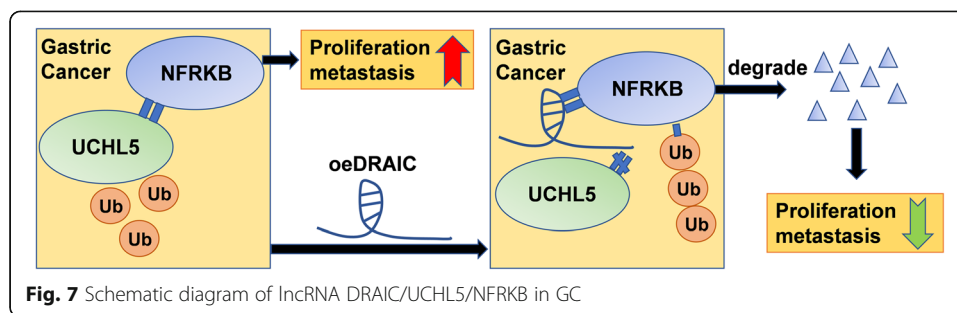 Gastric
Cancer
NFRKB
UCHL5
Ub
Ub
Ub
Proliferation
metastasis
oeDRAIC
Gastric
Cancer
NFRKB
UCHL5
Ub
Ub
Ub
degrade
Proliferation
metastasis
Fig. 7 Schematic diagram of lncRNA DRAIC/UCHL5/NFRKB in GC